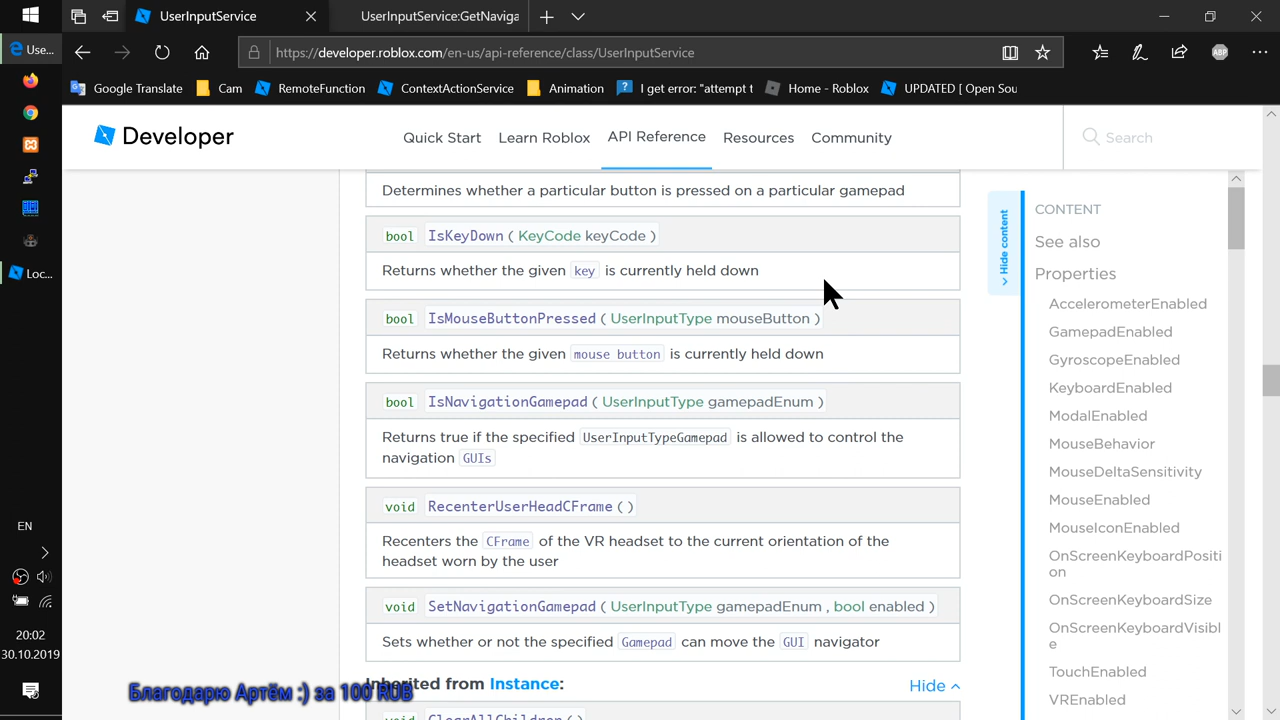 UserInputService
UserInputService:GetNaviga
Use...
https://developer.roblox.com/en-us/api-reference/class/UserInputService
ABP
Google Translate
Cam
RemoteFunction
ContextActionService
Animation
I get error: "attempt t
Home - Roblox
UPDATED [ Open Sou
Developer
Quick Start
Learn Roblox
API Reference
Resources
Community
Search
Determines whether a particular button is pressed on a particular gamepad
bool IsKeyDown ( KeyCode keyCode )
Returns whether the given key is currently held down
bool IsMouseButtonPressed ( UserInputType mouseButton )
Returns whether the given mouse button is currently held down
bool IsNavigationGamepad ( UserInputType gamepadEnum )
Returns true if the specified UserInputTypeGamepad is allowed to control the
navigation GUIs
void RecenterUserHeadCFrame ( )
Recenters the CFrame of the VR headset to the current orientation of the
headset worn by the user
void SetNavigationGamepad ( UserInputType gamepadEnum , bool enabled )
Sets whether or not the specified Gamepad can move the GUI navigator
Inherited from Instance:
Hide
void ClearAllChildren ( )
Hide content
CONTENT
See also
Properties
AccelerometerEnabled
GamepadEnabled
GyroscopeEnabled
KeyboardEnabled
ModalEnabled
MouseBehavior
MouseDeltaSensitivity
MouseEnabled
MouseIconEnabled
OnScreenKeyboardPositi
on
OnScreenKeyboardSize
OnScreenKeyboardVisibl
e
TouchEnabled
VREnabled
Loc...
EN
20:02
30.10.2019
Благодарю Артём :) за 100 RUB